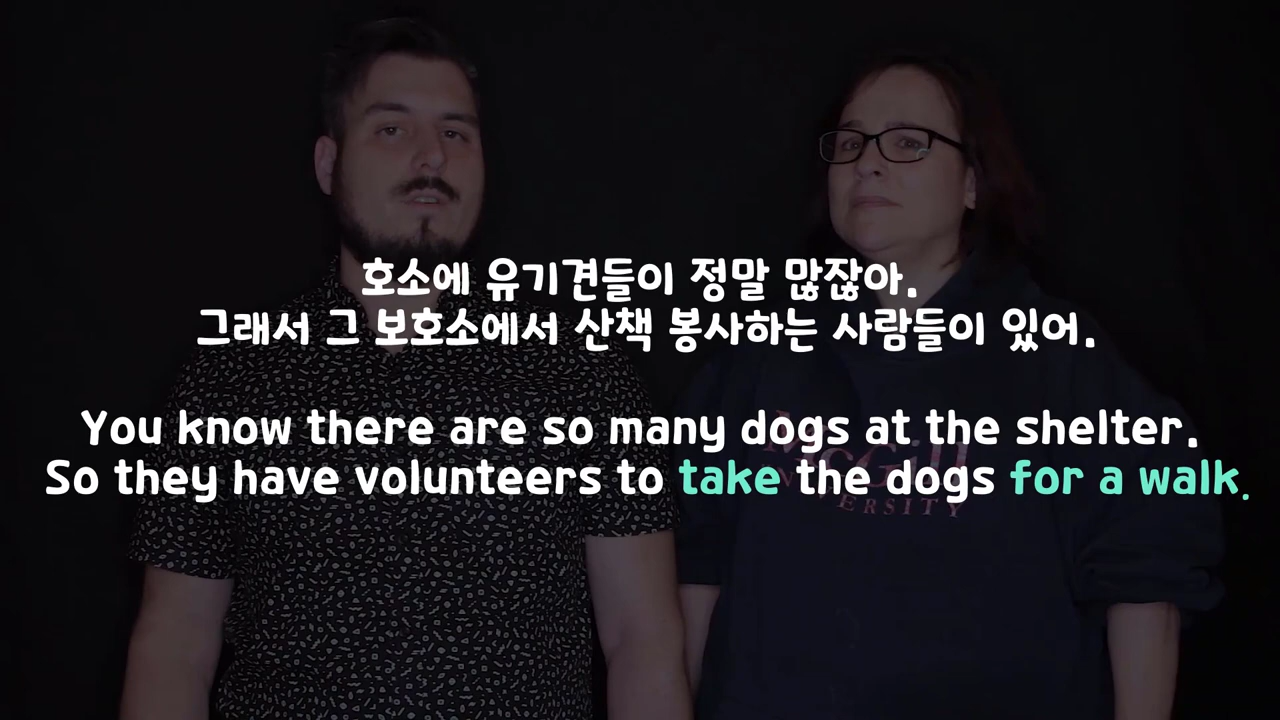 호소에 유기견들이 정말 많잖아.
그래서 그 보호소에서 산책 봉사하는 사람들이 있어.
You know there are so many dogs at the shelter.
So they have volunteers to take the dogs for a walk.
McGill
UNIVERSITY